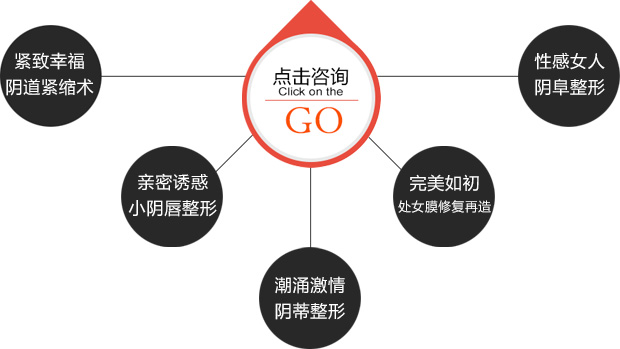 紧致幸福
阴道紧缩术
点击咨询
Click on the
GO
性感女人
阴阜整形
亲密诱惑
小阴唇整形
完美如初
处女膜修复再造
潮涌激情
阴蒂整形